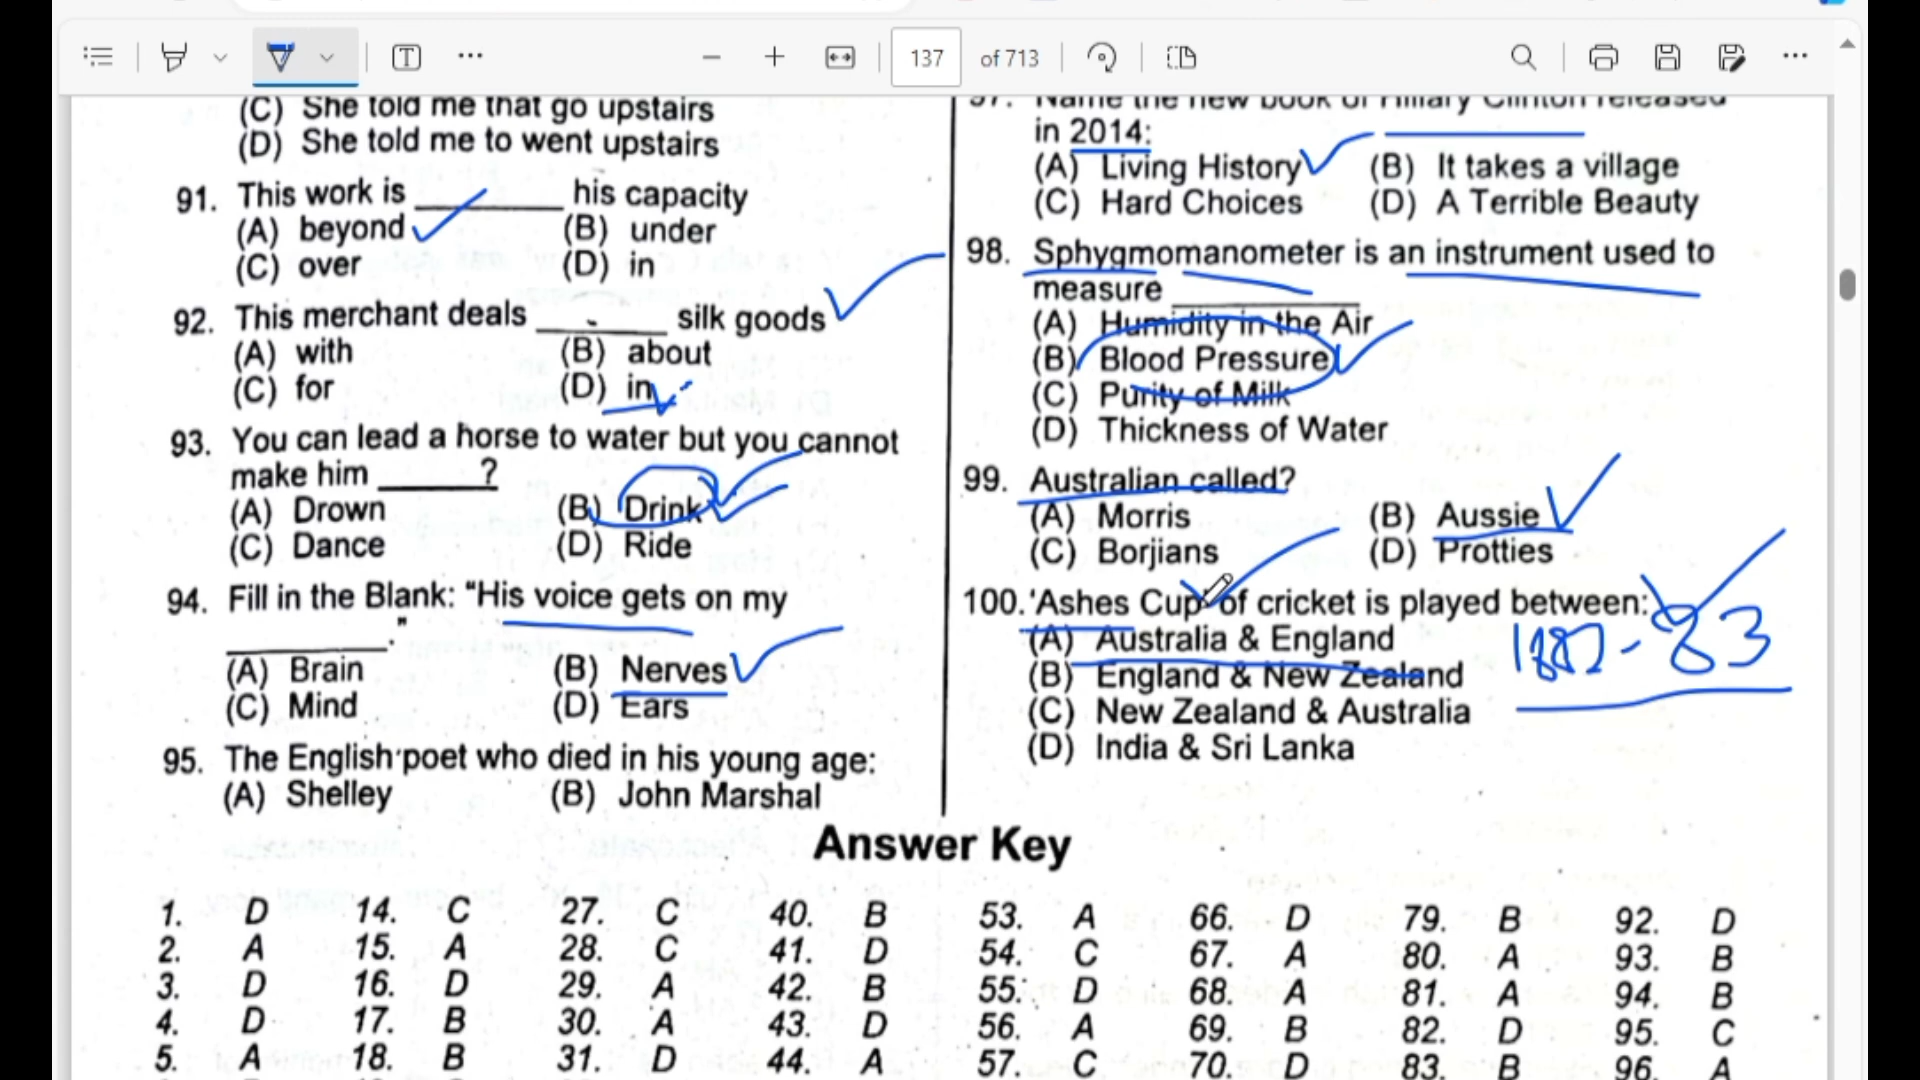 137 of 713
(C) She told me that go upstairs
(D) She told me to went upstairs
91. This work is ________ his capacity
(A) beyond (B) under
(C) over (D) in
92. This merchant deals ________ silk goods
(A) with (B) about
(C) for (D) in
93. You can lead a horse to water but you cannot
make him ________?
(A) Drown (B) Drink
(C) Dance (D) Ride
94. Fill in the Blank: “His voice gets on my
________.”
(A) Brain (B) Nerves
(C) Mind (D) Ears
95. The English poet who died in his young age:
(A) Shelley (B) John Marshal
97. Name the new book of Hillary Clinton released
in 2014:
(A) Living History (B) It takes a village
(C) Hard Choices (D) A Terrible Beauty
98. Sphygmomanometer is an instrument used to
measure ________
(A) Humidity in the Air
(B) Blood Pressure
(C) Purity of Milk
(D) Thickness of Water
99. Australian called?
(A) Morris (B) Aussie
(C) Borjians (D) Protties
100. 'Ashes Cup' of cricket is played between:
(A) Australia & England
1882-83
(B) England & New Zealand
(C) New Zealand & Australia
(D) India & Sri Lanka
Answer Key
1. D 14. C 27. C 40. B 53. A 66. D 79. B 92. D
2. A 15. A 28. C 41. D 54. C 67. A 80. A 93. B
3. D 16. D 29. A 42. B 55. D 68. A 81. A 94. B
4. D 17. B 30. A 43. D 56. A 69. B 82. D 95. C
5. A 18. B 31. D 44. A 57. C 70. D 83. B 96. A